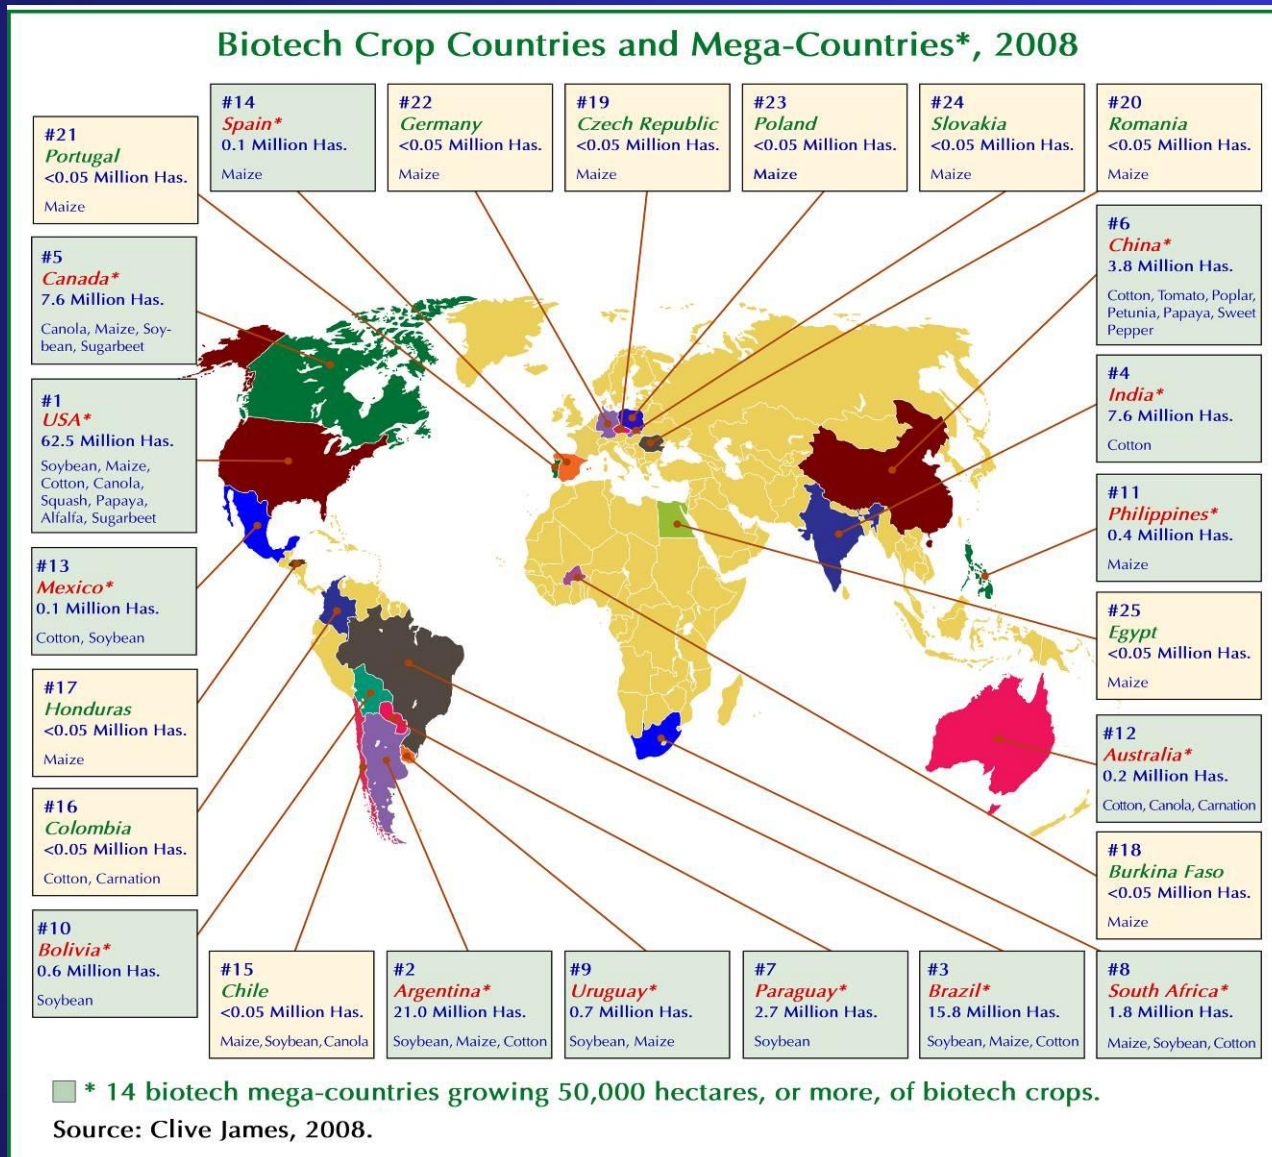 Biotech Crop Countries and Mega-Countries*, 2008
#21
Portugal
<0.05 Million Has.
Maize
#14
Spain*
0.1 Million Has.
Maize
#22
Germany
<0.05 Million Has.
Maize
#19
Czech Republic
<0.05 Million Has.
Maize
#23
Poland
<0.05 Million Has.
Maize
#24
Slovakia
<0.05 Million Has.
Maize
#20
Romania
<0.05 Million Has.
Maize
#5
Canada*
7.6 Million Has.
Canola, Maize, Soy-
bean, Sugarbeet
#6
China*
3.8 Million Has.
Cotton, Tomato, Poplar,
Petunia, Papaya, Sweet
Pepper
#1
USA*
62.5 Million Has.
Soybean, Maize,
Cotton, Canola,
Squash, Papaya,
Alfalfa, Sugarbeet
#4
India*
7.6 Million Has.
Cotton
#11
Philippines*
0.4 Million Has.
Maize
#13
Mexico*
0.1 Million Has.
Cotton, Soybean
#25
Egypt
<0.05 Million Has.
Maize
#17
Honduras
<0.05 Million Has.
Maize
#12
Australia*
0.2 Million Has.
Cotton, Canola, Carnation
#16
Colombia
<0.05 Million Has.
Cotton, Carnation
#18
Burkina Faso
<0.05 Million Has.
Maize
#10
Bolivia*
0.6 Million Has.
Soybean
#15
Chile
<0.05 Million Has.
Maize, Soybean, Canola
#2
Argentina*
21.0 Million Has.
Soybean, Maize, Cotton
#9
Uruguay*
0.7 Million Has.
Soybean, Maize
#7
Paraguay*
2.7 Million Has.
Soybean
#3
Brazil*
15.8 Million Has.
Soybean, Maize, Cotton
#8
South Africa*
1.8 Million Has.
Maize, Soybean, Cotton
* 14 biotech mega-countries growing 50,000 hectares, or more, of biotech crops.
Source: Clive James, 2008.